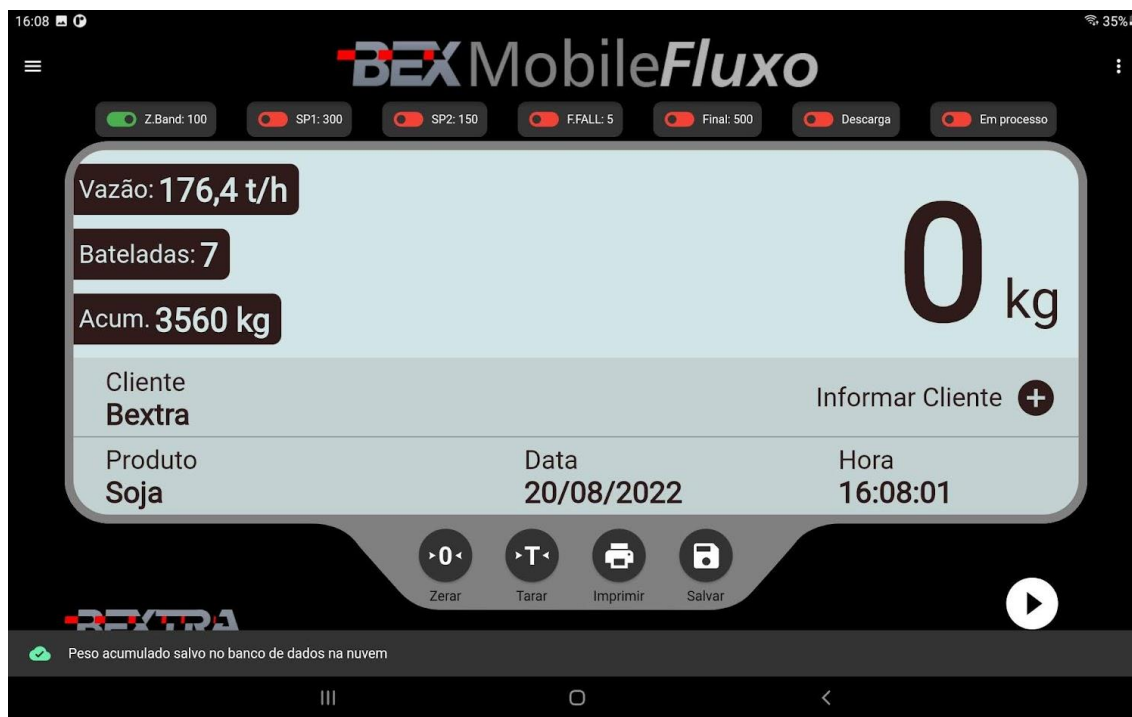 16:08
35%
BEX MobileFluxo
Z.Band: 100
SP1: 300
SP2: 150
F.FALL: 5
Final: 500
Descarga
Em processo
Vazão: 176,4 t/h
Bateladas: 7
Acum. 3560 kg
0 kg
Cliente
Bextra
Informar Cliente
Produto
Soja
Data
20/08/2022
Hora
16:08:01
>0<
>T<
Zerar
Tarar
Imprimir
Salvar
BEXTRA
Peso acumulado salvo no banco de dados na nuvem